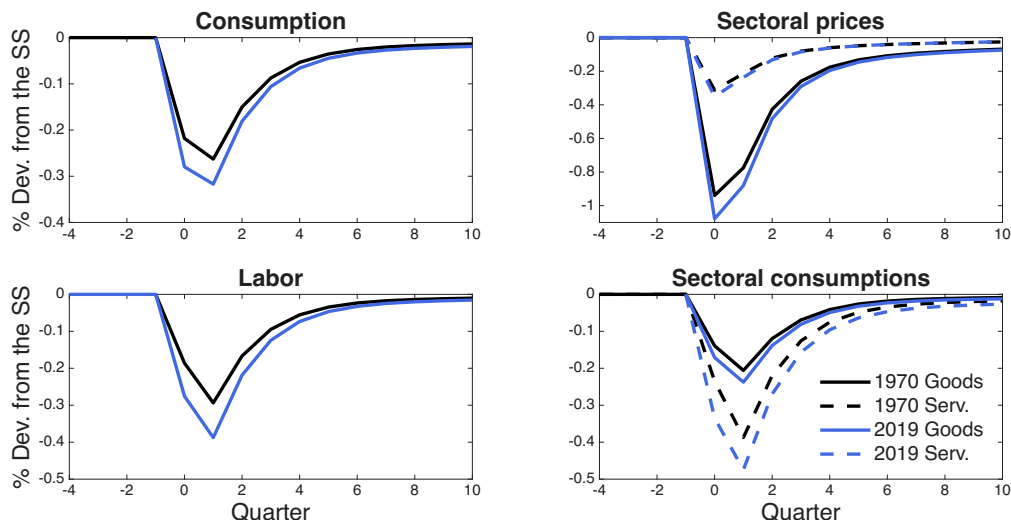 Consumption
% Dev. from the SS
0
-0.1
-0.2
-0.3
-0.4
-4 -2 0 2 4 6 8 10
Sectoral prices
0
-0.2
-0.4
-0.6
-0.8
-1
-4 -2 0 2 4 6 8 10
Labor
% Dev. from the SS
0
-0.1
-0.2
-0.3
-0.4
-0.5
-4 -2 0 2 4 6 8 10
Quarter
Sectoral consumptions
0
-0.1
-0.2
-0.3
-0.4
-0.5
1970 Goods
1970 Serv.
2019 Goods
2019 Serv.
-4 -2 0 2 4 6 8 10
Quarter